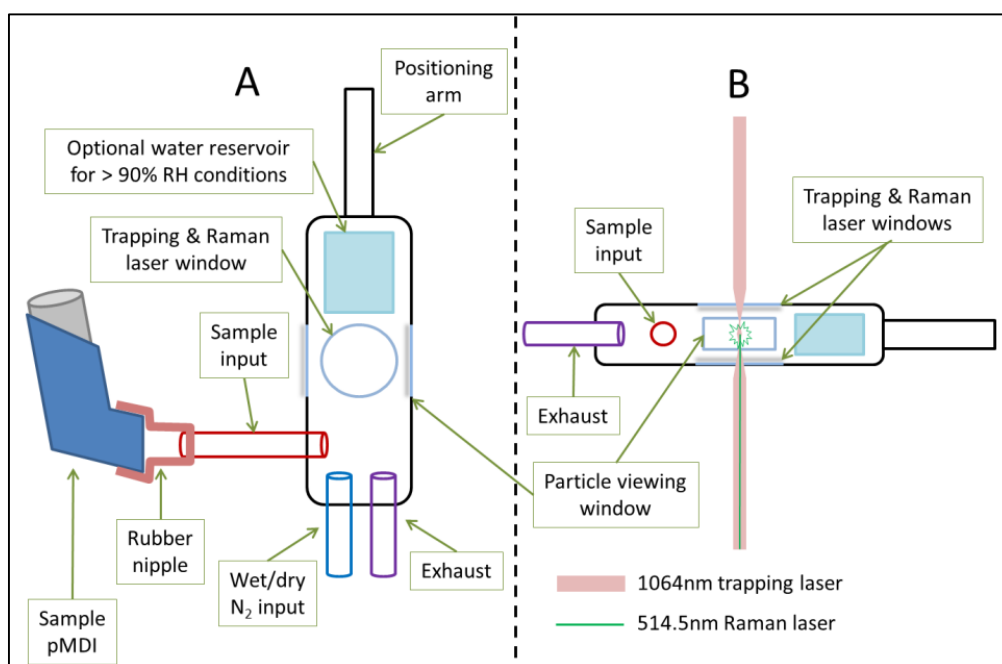 A
Positioning
arm
Optional water reservoir
for > 90% RH conditions
Trapping & Raman
laser window
Sample
input
Rubber
nipple
Sample
pMDI
Wet/dry
N₂ input
Exhaust
B
Sample
input
Trapping & Raman
laser windows
Exhaust
Particle viewing
window
1064nm trapping laser
514.5nm Raman laser